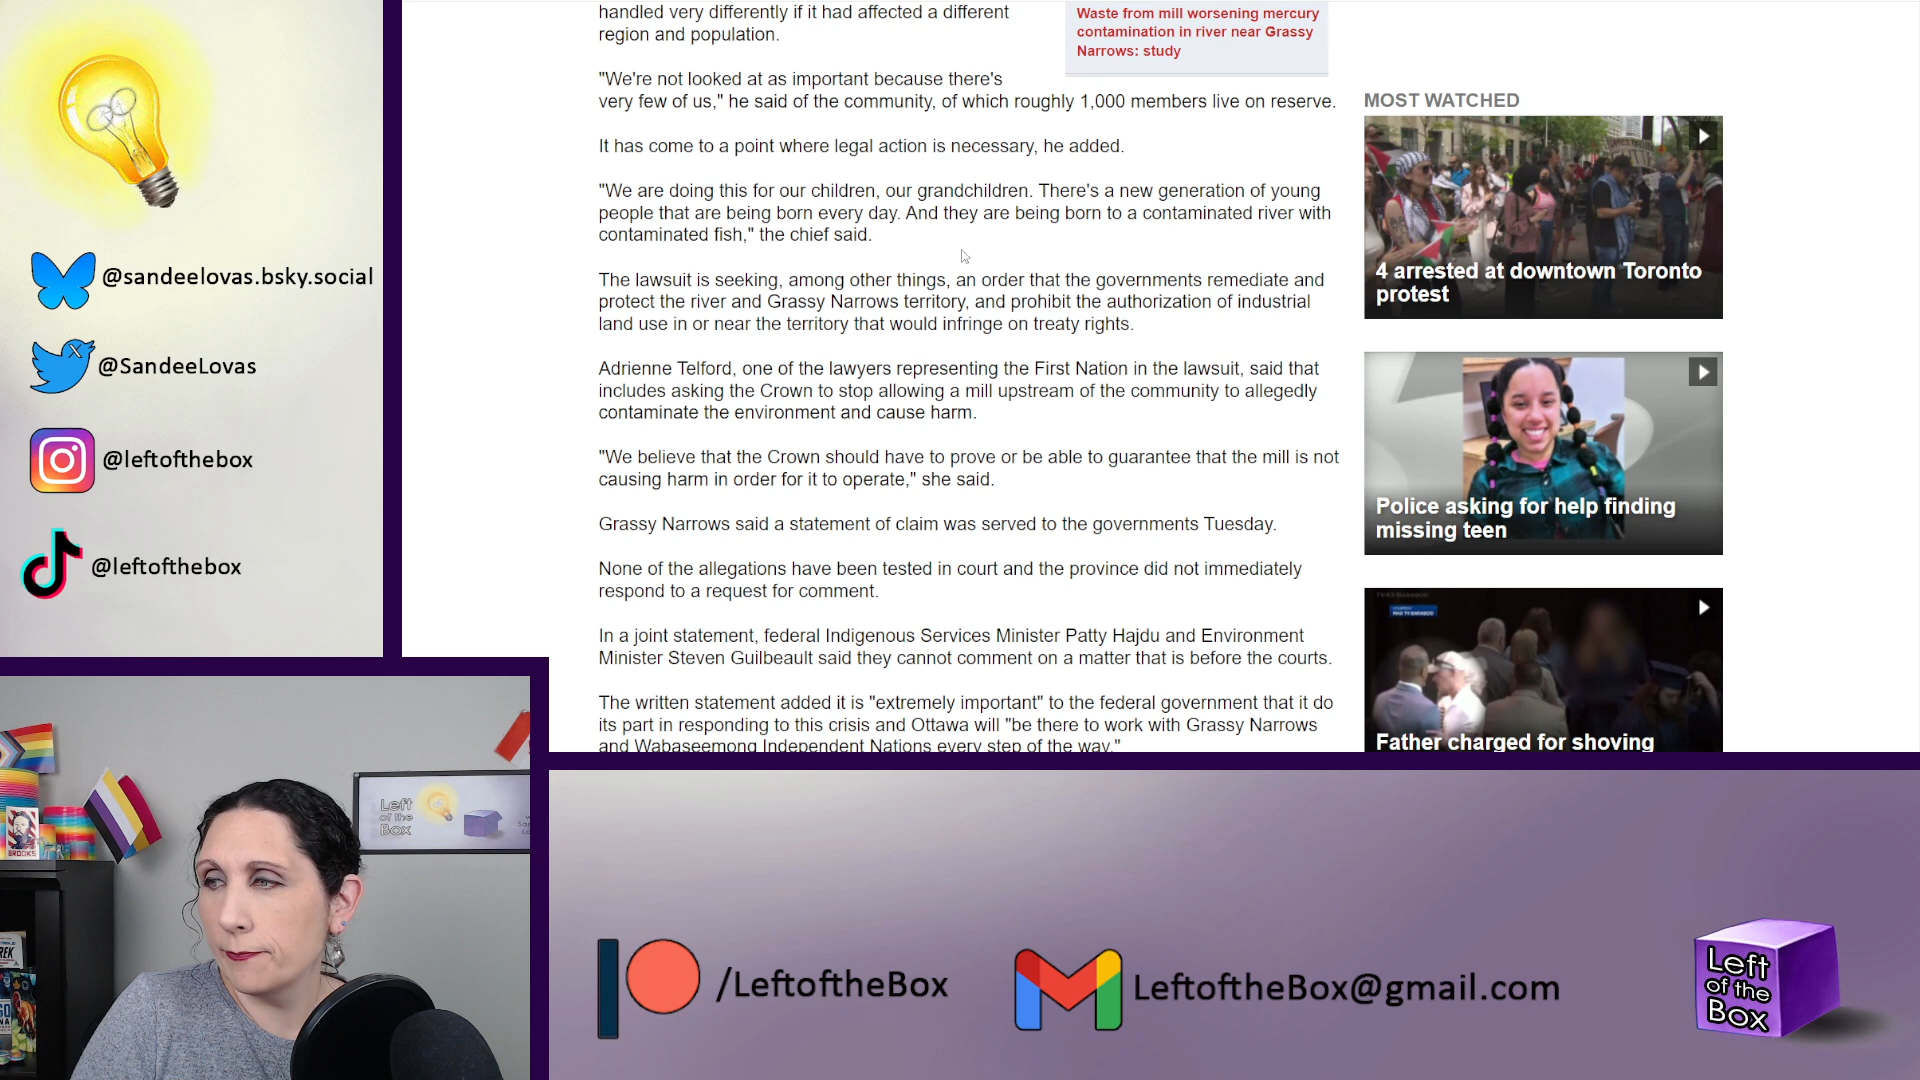 handled very differently if it had affected a different
region and population.
"We're not looked at as important because there's
very few of us," he said of the community, of which roughly 1,000 members live on reserve.
It has come to a point where legal action is necessary, he added.
"We are doing this for our children, our grandchildren. There's a new generation of young
people that are being born every day. And they are being born to a contaminated river with
contaminated fish," the chief said.
The lawsuit is seeking, among other things, an order that the governments remediate and
protect the river and Grassy Narrows territory, and prohibit the authorization of industrial
land use in or near the territory that would infringe on treaty rights.
Adrienne Telford, one of the lawyers representing the First Nation in the lawsuit, said that
includes asking the Crown to stop allowing a mill upstream of the community to allegedly
contaminate the environment and cause harm.
"We believe that the Crown should have to prove or be able to guarantee that the mill is not
causing harm in order for it to operate," she said.
Grassy Narrows said a statement of claim was served to the governments Tuesday.
None of the allegations have been tested in court and the province did not immediately
respond to a request for comment.
In a joint statement, federal Indigenous Services Minister Patty Hajdu and Environment
Minister Steven Guilbeault said they cannot comment on a matter that is before the courts.
The written statement added it is "extremely important" to the federal government that it do
its part in responding to this crisis and Ottawa will "be there to work with Grassy Narrows
and Wabaseemong Independent Nations every step of the way."
Waste from mill worsening mercury
contamination in river near Grassy
Narrows: study
MOST WATCHED
4 arrested at downtown Toronto
protest
Police asking for help finding
missing teen
Father charged for shoving
@sandeelovas.bsky.social
@SandeeLovas
@leftofthebox
@leftofthebox
Left
of the
Box
BROOKS
/LeftoftheBox
LeftoftheBox@gmail.com
Left
of the
Box